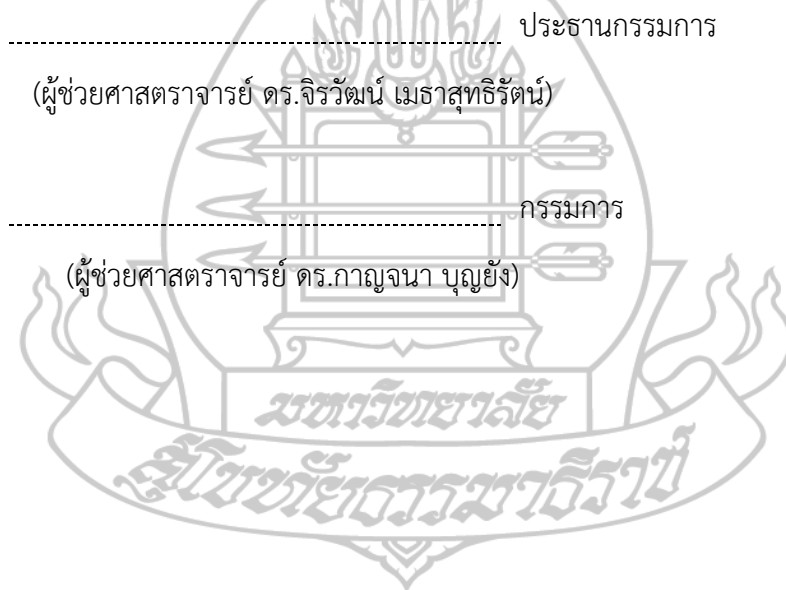 ประธานกรรมการ
(ผู้ช่วยศาสตราจารย์ ดร.จิรวัฒน์ เมธาสุทธิรัตน์)
กรรมการ
(ผู้ช่วยศาสตราจารย์ ดร.กาญจนา บุญยัง)
มหาวิทยาลัย
สุโขทัยธรรมาธิราช